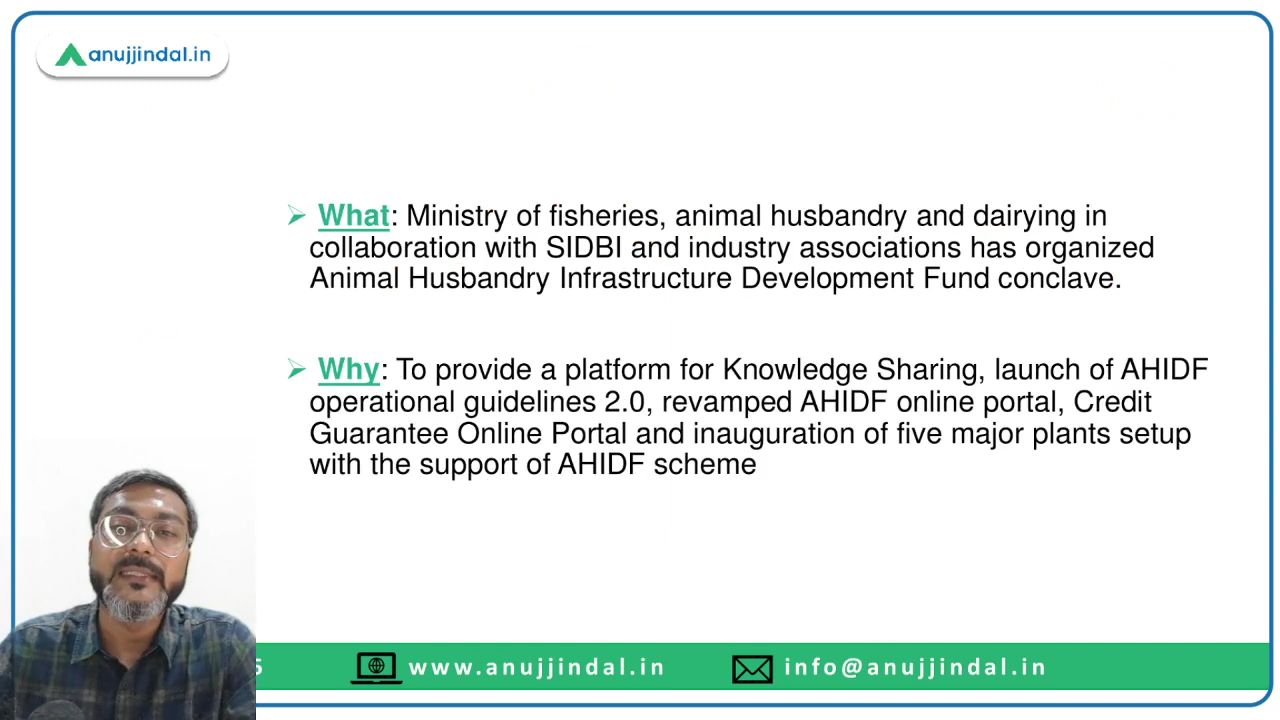 anujjindal.in
What: Ministry of fisheries, animal husbandry and dairying in
collaboration with SIDBI and industry associations has organized
Animal Husbandry Infrastructure Development Fund conclave.
Why: To provide a platform for Knowledge Sharing, launch of AHIDF
operational guidelines 2.0, revamped AHIDF online portal, Credit
Guarantee Online Portal and inauguration of five major plants setup
with the support of AHIDF scheme
www.anujjindal.in info@anujjindal.in